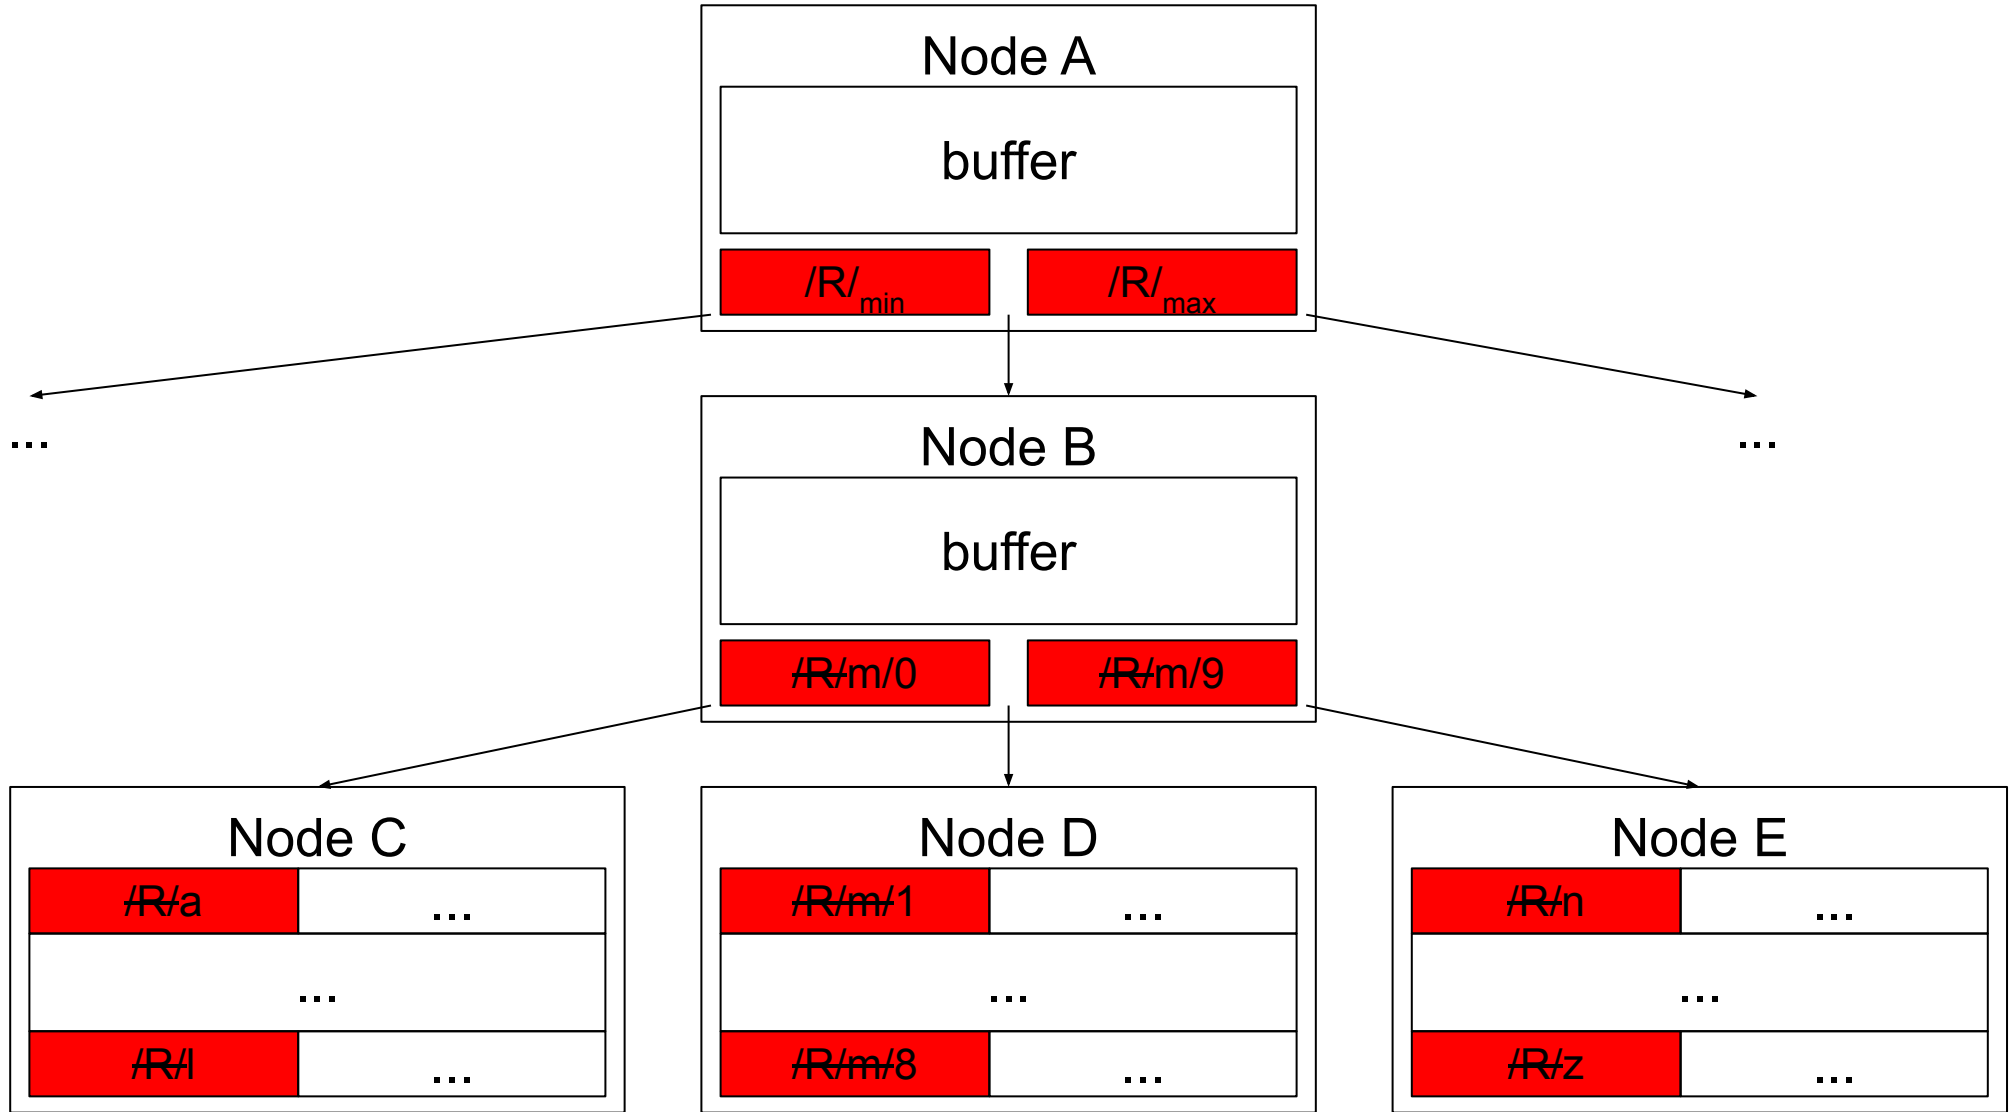 Node A
buffer
/R/min
/R/max
...
...
Node B
buffer
/R/m/0
/R/m/9
Node C
/R/a
...
...
/R/l
...
Node D
/R/m/1
...
...
/R/m/8
...
Node E
/R/n
...
...
/R/z
...